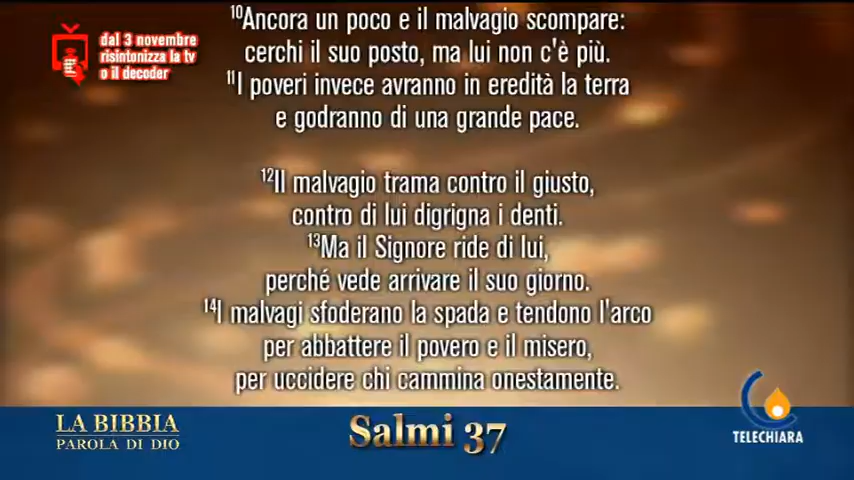 dal 3 novembre
risintonizza la tv
o il decoder
¹⁰Ancora un poco e il malvagio scompare:
cerchi il suo posto, ma lui non c'è più.
¹¹I poveri invece avranno in eredità la terra
e godranno di una grande pace.
¹²Il malvagio trama contro il giusto,
contro di lui digrigna i denti.
¹³Ma il Signore ride di lui,
perché vede arrivare il suo giorno.
¹⁴I malvagi sfoderano la spada e tendono l'arco
per abbattere il povero e il misero,
per uccidere chi cammina onestamente.
LA BIBBIA
PAROLA DI DIO
Salmi 37
TELECHIARA